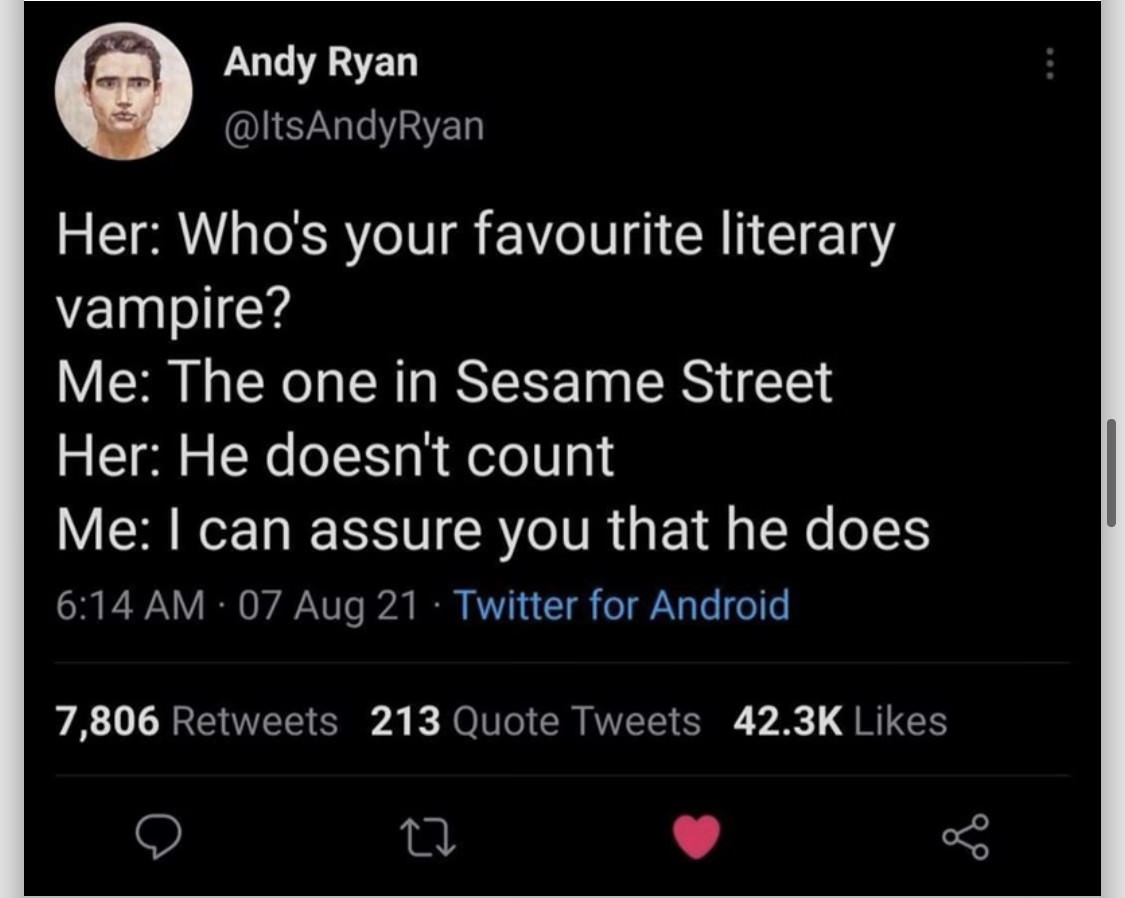 Andy Ryan
@ItsAndyRyan
Her: Who's your favourite literary
vampire?
Me: The one in Sesame Street
Her: He doesn't count
Me: I can assure you that he does
6:14 AM · 07 Aug 21 · Twitter for Android
7,806 Retweets 213 Quote Tweets 42.3K Likes